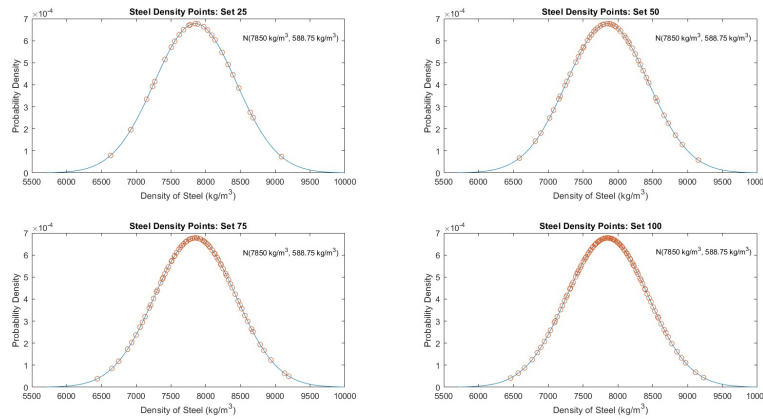 Steel Density Points: Set 25
×10⁻⁴
N(7850 kg/m³, 588.75 kg/m³)
Probability Density
7
6
5
4
3
2
1
0
5500 6000 6500 7000 7500 8000 8500 9000 9500 10000
Density of Steel (kg/m³)
Steel Density Points: Set 50
×10⁻⁴
N(7850 kg/m³, 588.75 kg/m³)
Probability Density
7
6
5
4
3
2
1
0
5500 6000 6500 7000 7500 8000 8500 9000 9500 10000
Density of Steel (kg/m³)
Steel Density Points: Set 75
×10⁻⁴
N(7850 kg/m³, 588.75 kg/m³)
Probability Density
7
6
5
4
3
2
1
0
5500 6000 6500 7000 7500 8000 8500 9000 9500 10000
Density of Steel (kg/m³)
Steel Density Points: Set 100
×10⁻⁴
N(7850 kg/m³, 588.75 kg/m³)
Probability Density
7
6
5
4
3
2
1
0
5500 6000 6500 7000 7500 8000 8500 9000 9500 10000
Density of Steel (kg/m³)